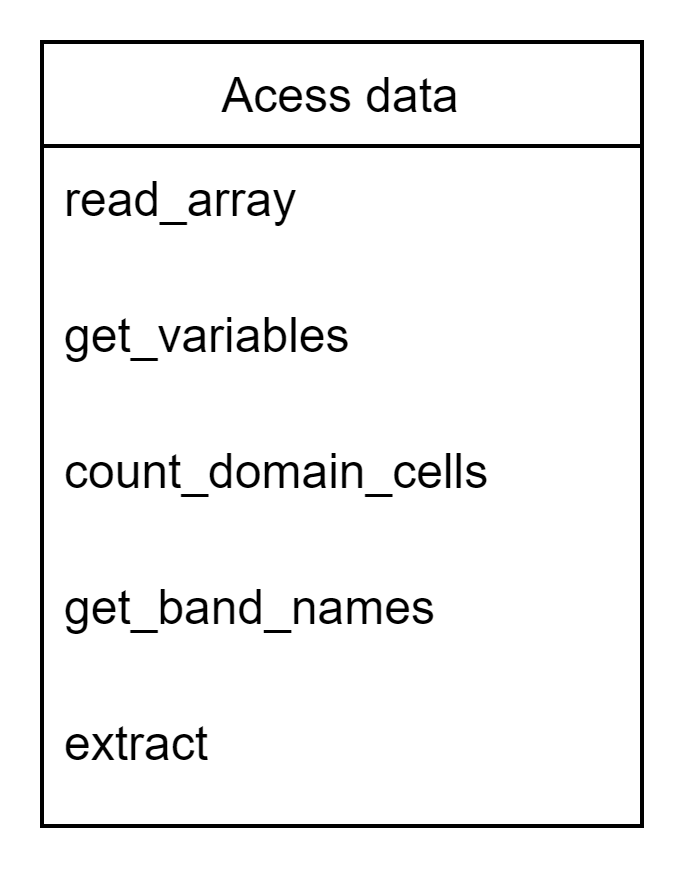 Acess data
read_array
get_variables
count_domain_cells
get_band_names
extract